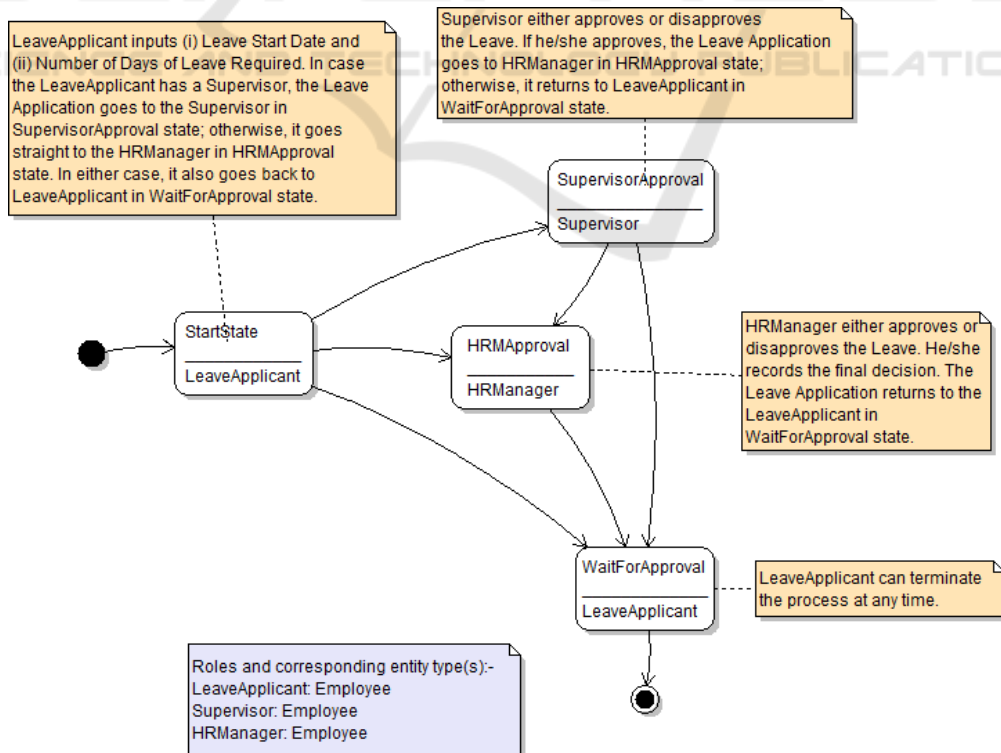 SCIENCE AND TECHNOLOGY PUBLICATIO
LeaveApplicant inputs (i) Leave Start Date and
(ii) Number of Days of Leave Required. In case
the LeaveApplicant has a Supervisor, the Leave
Application goes to the Supervisor in
SupervisorApproval state; otherwise, it goes
straight to the HRManager in HRMApproval
state. In either case, it also goes back to
LeaveApplicant in WaitForApproval state.
Supervisor either approves or disapproves
the Leave. If he/she approves, the Leave Application
goes to HRManager in HRMApproval state;
otherwise, it returns to LeaveApplicant in
WaitForApproval state.
SupervisorApproval
Supervisor
StartState
LeaveApplicant
HRMApproval
HRManager
HRManager either approves or
disapproves the Leave. He/she
records the final decision. The
Leave Application returns to the
LeaveApplicant in
WaitForApproval state.
WaitForApproval
LeaveApplicant
LeaveApplicant can terminate
the process at any time.
Roles and corresponding entity type(s):-
LeaveApplicant: Employee
Supervisor: Employee
HRManager: Employee